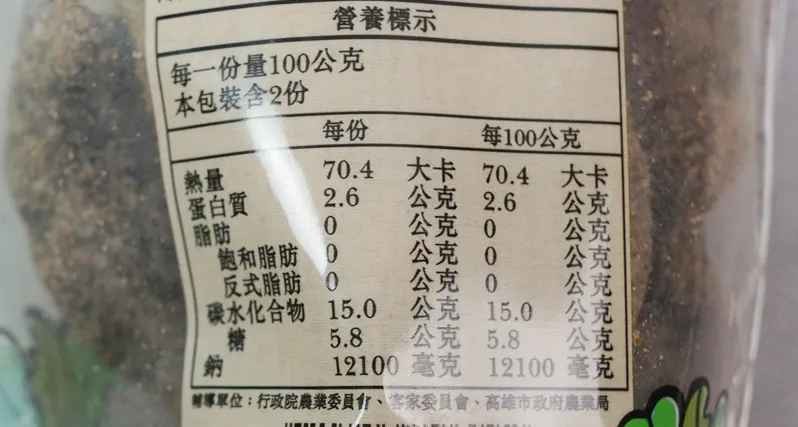 營養標示
每一份量100公克
本包裝含2份
每份 每100公克
熱量 70.4 大卡 70.4 大卡
蛋白質 2.6 公克 2.6 公克
脂肪 0 公克 0 公克
飽和脂肪 0 公克 0 公克
反式脂肪 0 公克 0 公克
碳水化合物 15.0 公克 15.0 公克
糖 5.8 公克 5.8 公克
鈉 12100 毫克 12100 毫克
輔導單位：行政院農業委員會、客家委員會、高雄市政府農業局